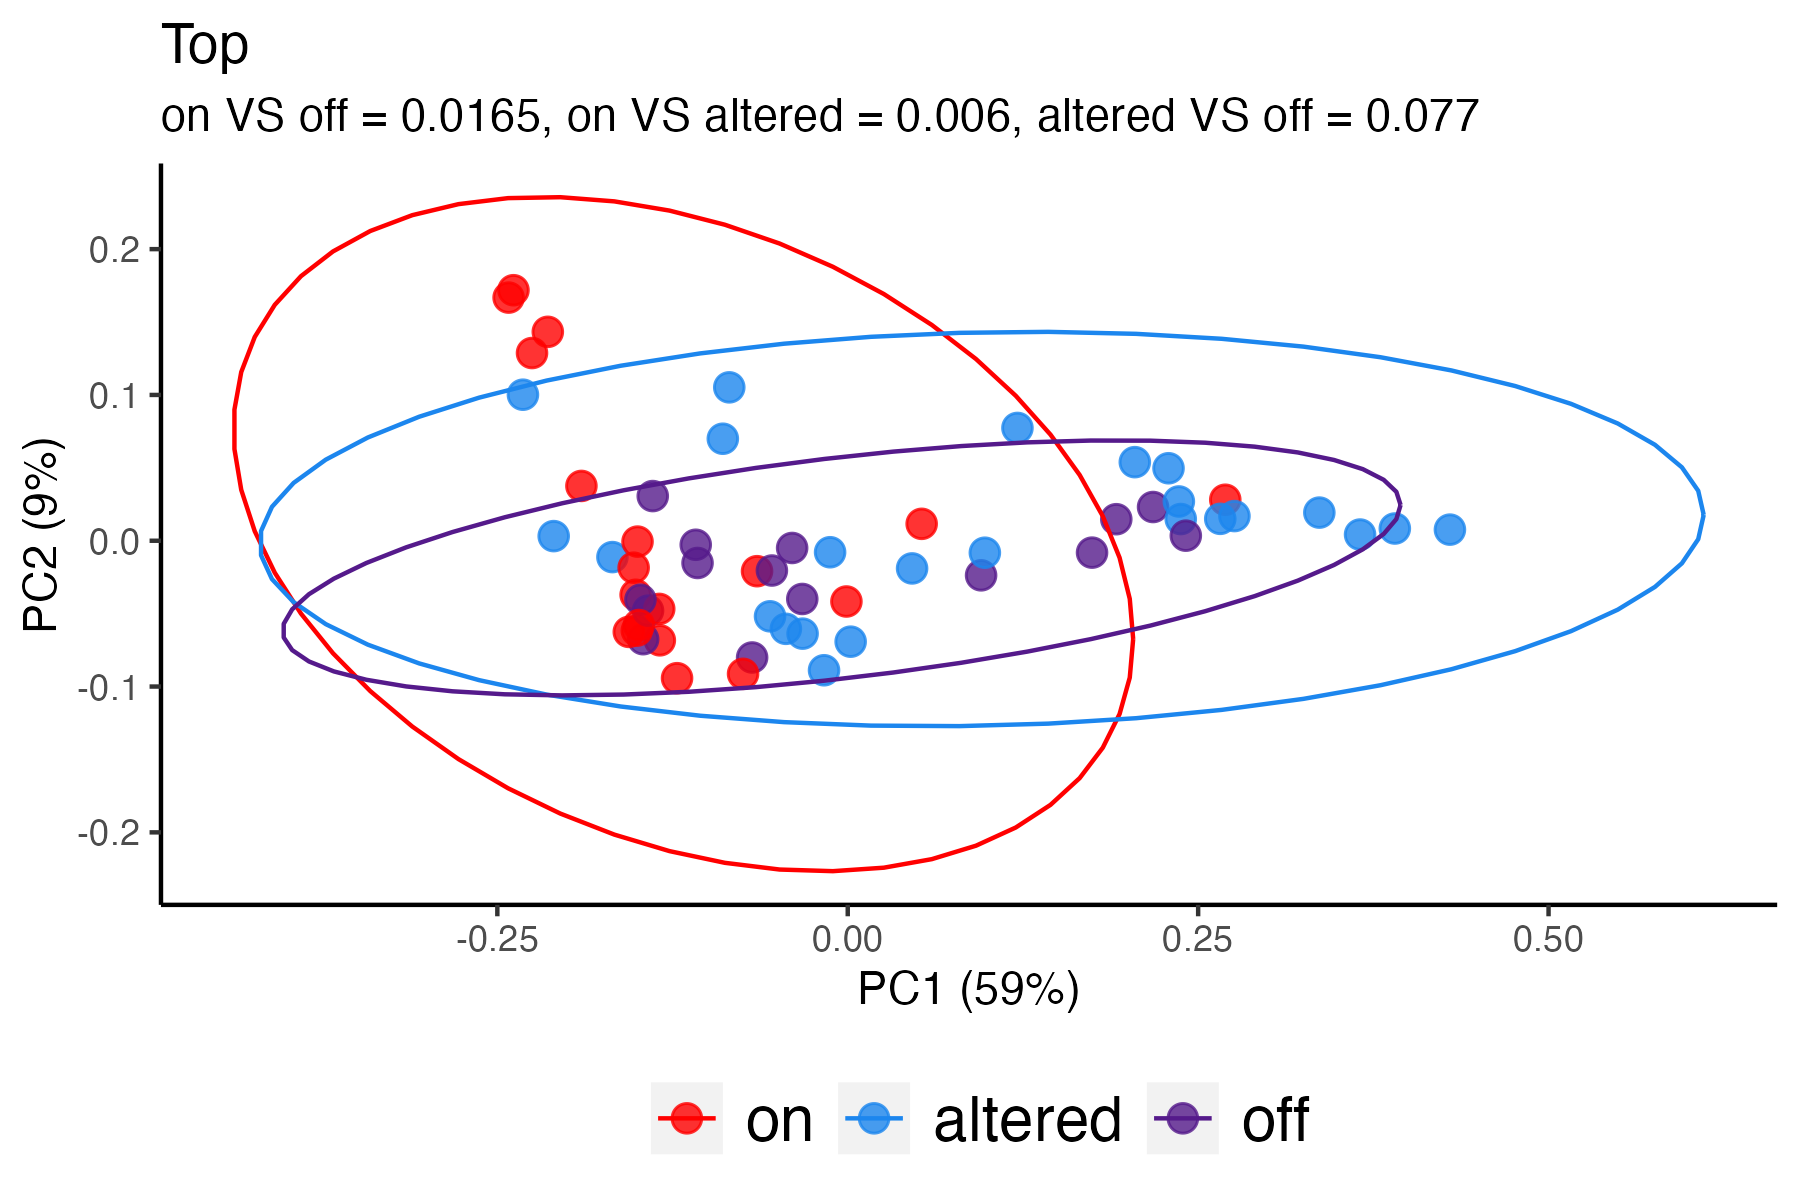 Top
on VS off = 0.0165, on VS altered = 0.006, altered VS off = 0.077
PC2 (9%)
0.2
0.1
0.0
-0.1
-0.2
-0.25 0.00 0.25 0.50
PC1 (59%)
on altered off